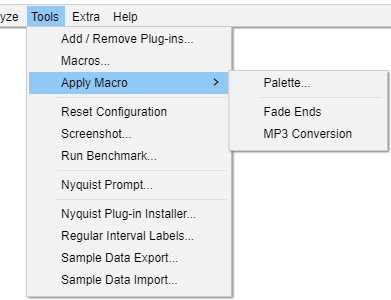 yze Tools Extra Help
Add / Remove Plug-ins...
Macros...
Apply Macro >
Palette...
Fade Ends
MP3 Conversion
Reset Configuration
Screenshot...
Run Benchmark...
Nyquist Prompt...
Nyquist Plug-in Installer...
Regular Interval Labels...
Sample Data Export...
Sample Data Import...